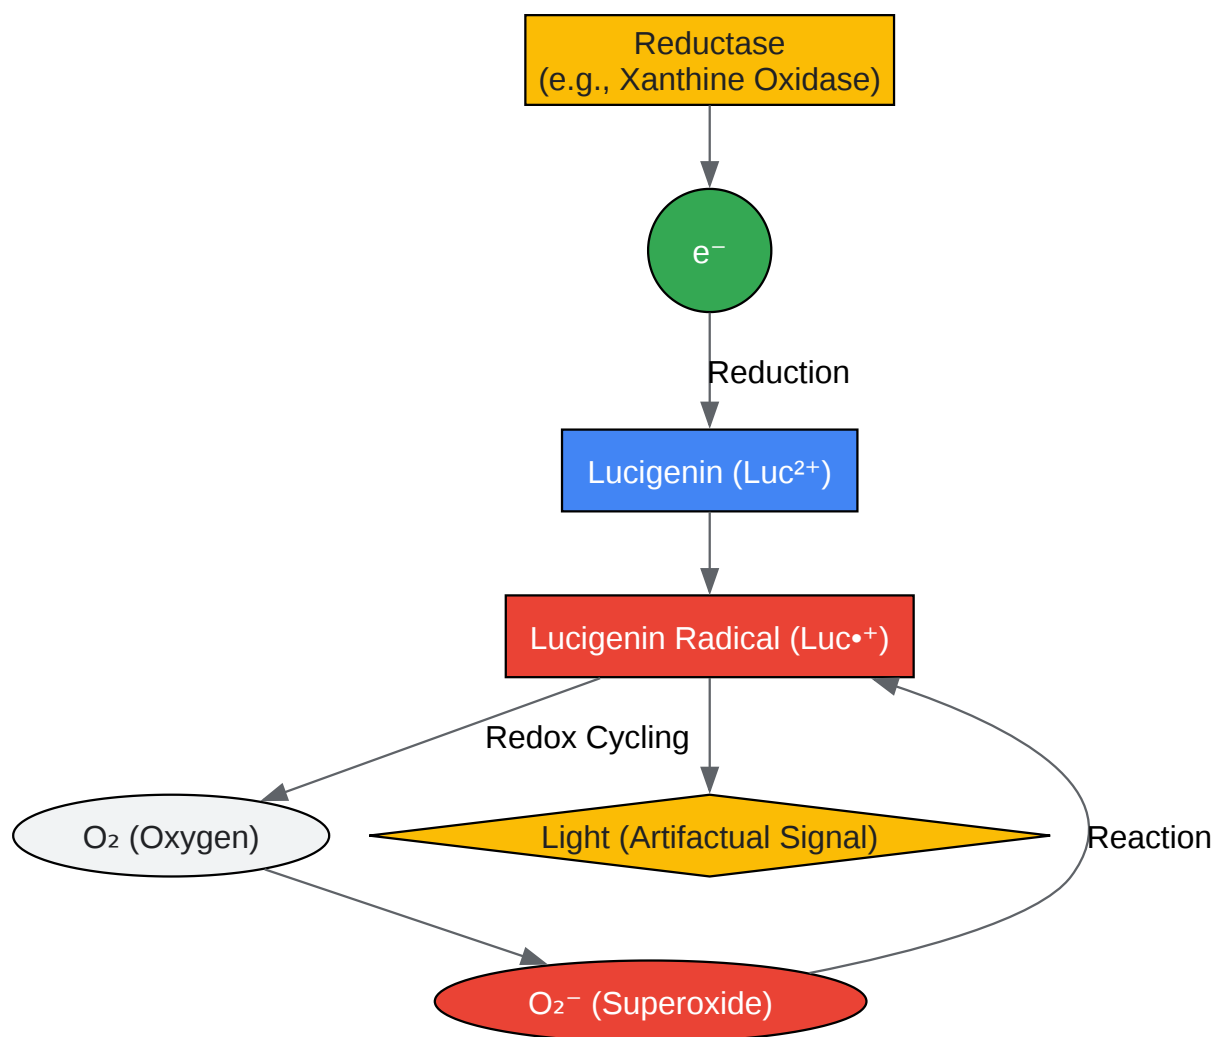 Reductase
(e.g., Xanthine Oxidase)
e⁻
Reduction
Lucigenin (Luc²⁺)
Lucigenin Radical (Luc•⁺)
Redox Cycling
O₂ (Oxygen)
Light (Artifactual Signal)
Reaction
O₂⁻ (Superoxide)